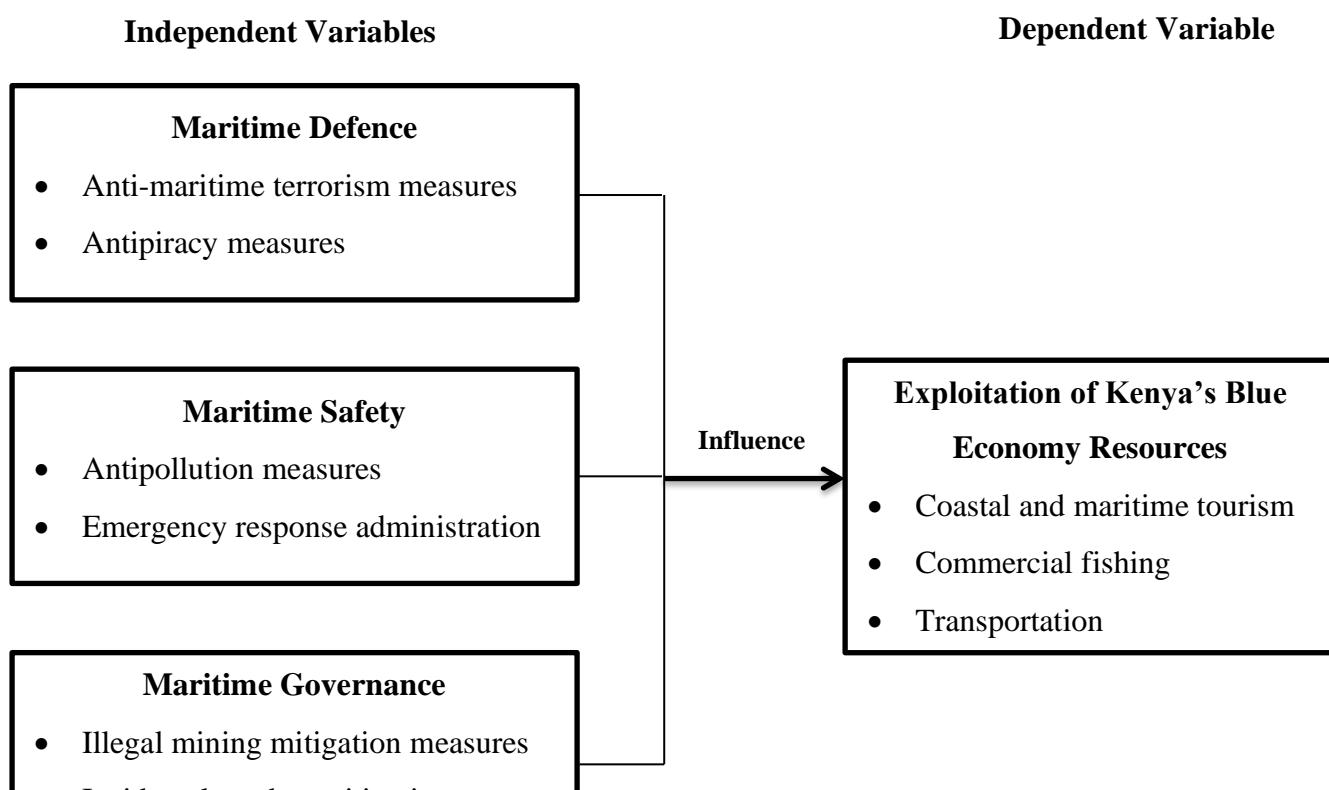 Independent Variables
Dependent Variable
Maritime Defence
• Anti-maritime terrorism measures
• Antipiracy measures
Maritime Safety
• Antipollution measures
• Emergency response administration
Maritime Governance
• Illegal mining mitigation measures
Influence
Exploitation of Kenya’s Blue
Economy Resources
• Coastal and maritime tourism
• Commercial fishing
• Transportation